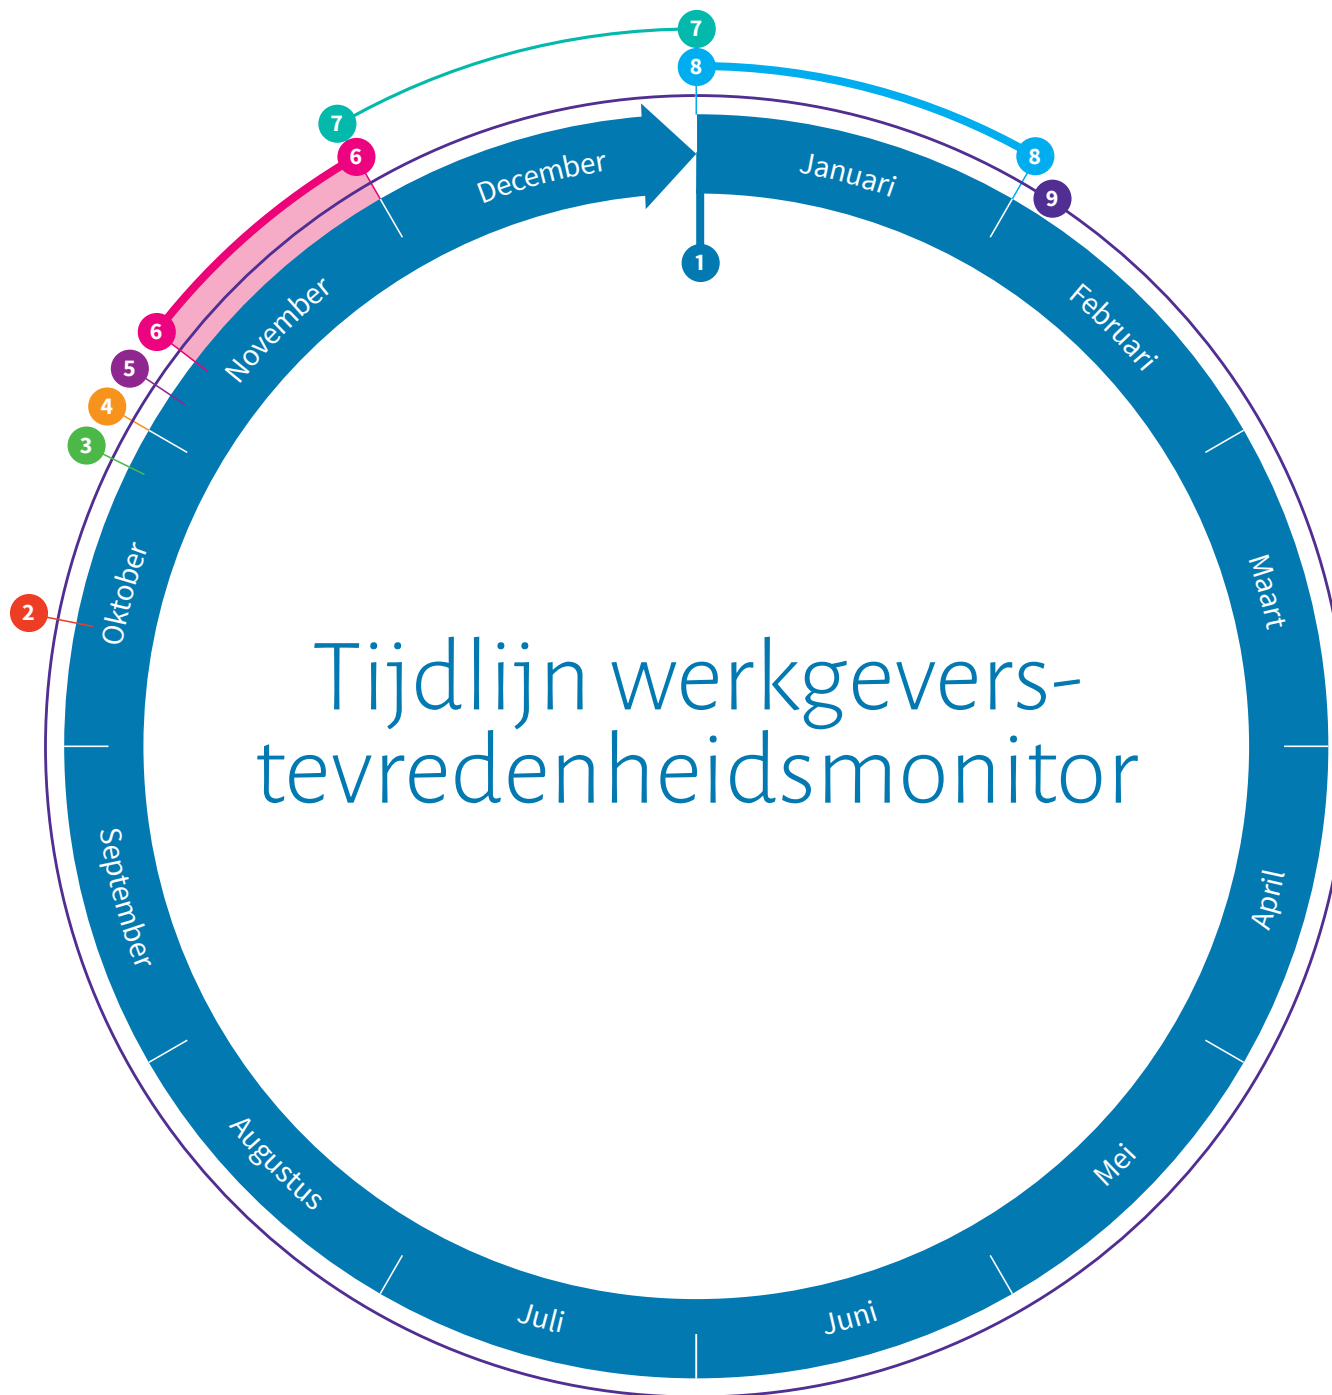 7
8
7
6
8
9
December
Januari
1
November
Februari
6
5
4
3
Oktober
Maart
2
Tijdlijn werkgevers-
tevredenheidsmonitor
September
April
Augustus
Mei
Juli
Juni